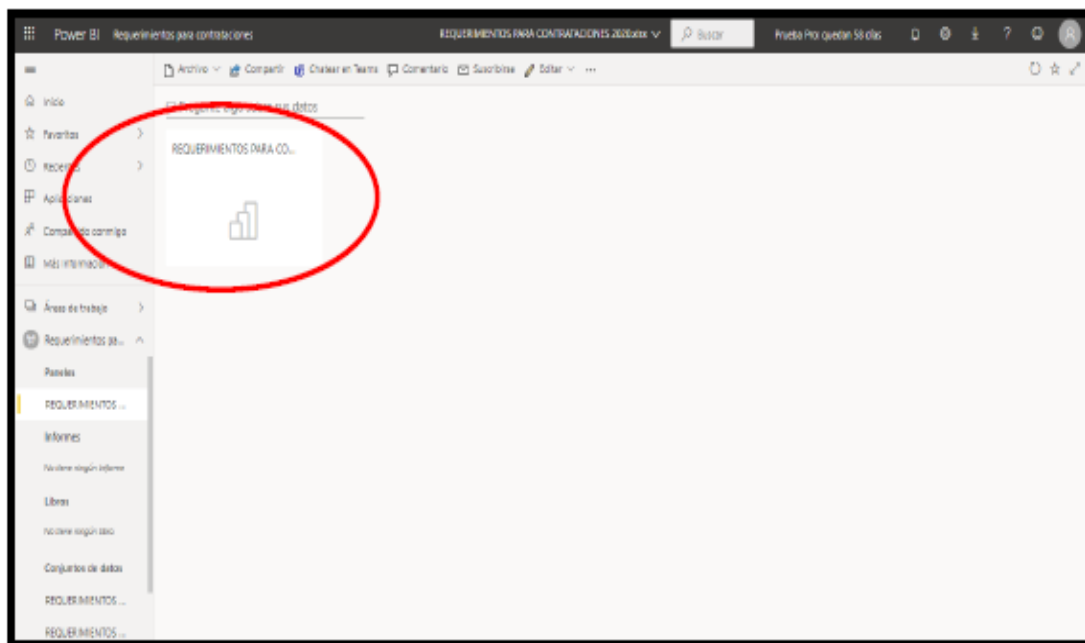 Power BI Requerimientos para contrataciones REQUERIMIENTOS PARA CONTRATACIONES 2020.xlsx Buscar Prueba Pro: quedan 58 días
Archivo Compartir Chatear en Teams Comentario Suscribirse Editar ...
Inicio
sus datos
Favoritos
REQUERIMIENTOS PARA CO...
Recientes
Aplicaciones
Compartido conmigo
Más información
Áreas de trabajo
Requerimientos pa...
Paneles
REQUERIMIENTOS ...
Informes
No tiene ningún informe
Libros
No tiene ningún libro
Conjuntos de datos
REQUERIMIENTOS ...
REQUERIMIENTOS ...